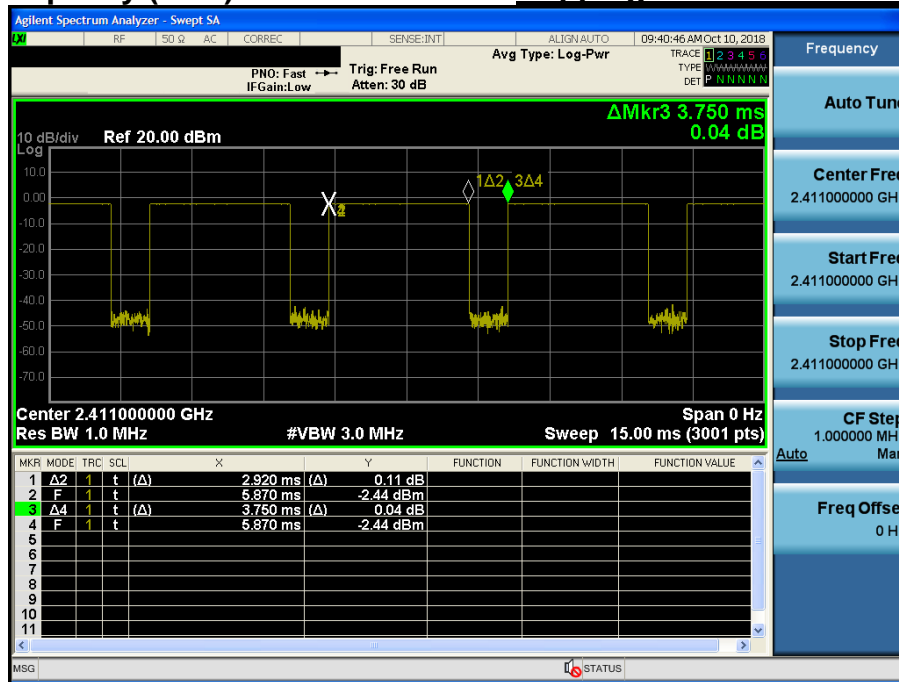 Agilent Spectrum Analyzer - Swept SA
LXI RF 50 Ω AC CORREC SENSE:INT ALIGN AUTO 09:40:46 AM Oct 10, 2018
Avg Type: Log-Pwr TRACE 1 2 3 4 5 6
PNO: Fast Trig: Free Run TYPE WWWWWW
IFGain:Low Atten: 30 dB DET P N N N N N
ΔMkr3 3.750 ms
0.04 dB
10 dB/div Ref 20.00 dBm
Log
10.0
0.00
-10.0
-20.0
-30.0
-40.0
-50.0
-60.0
-70.0
1Δ2 3Δ4
2
Center 2.411000000 GHz Span 0 Hz
Res BW 1.0 MHz #VBW 3.0 MHz Sweep 15.00 ms (3001 pts)
MKR MODE TRC SCL X Y FUNCTION FUNCTION WIDTH FUNCTION VALUE
1 Δ2 1 t (Δ) 2.920 ms (Δ) 0.11 dB
2 F 1 t 5.870 ms -2.44 dBm
3 Δ4 1 t (Δ) 3.750 ms (Δ) 0.04 dB
4 F 1 t 5.870 ms -2.44 dBm
5
6
7
8
9
10
11
MSG STATUS
Frequency
Auto Tune
Center Freq
2.411000000 GH
Start Freq
2.411000000 GH
Stop Freq
2.411000000 GH
CF Step
1.000000 MH
Auto Man
Freq Offse
0 H